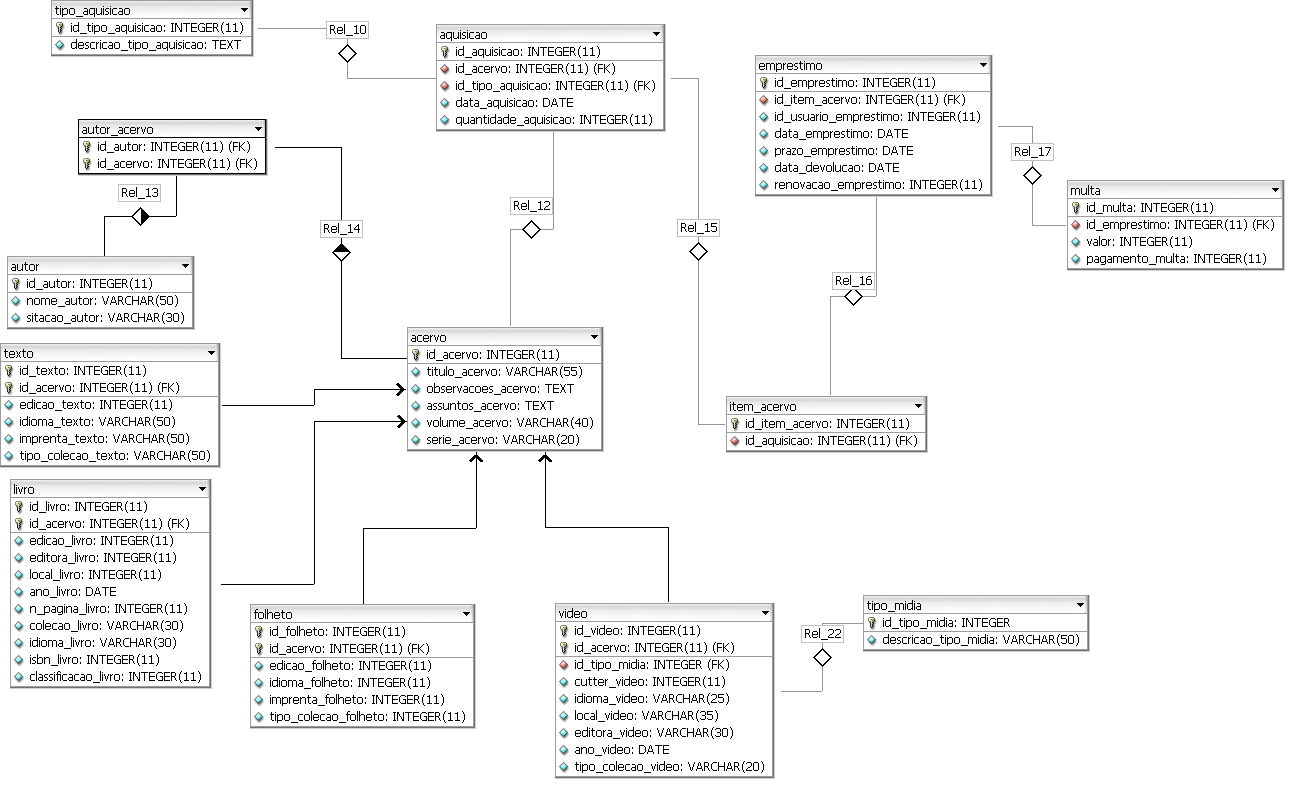 tipo_aquisicao
id_tipo_aquisicao: INTEGER(11)
descricao_tipo_aquisicao: TEXT
Rel_10
aquisicao
id_aquisicao: INTEGER(11)
id_acervo: INTEGER(11) (FK)
id_tipo_aquisicao: INTEGER(11) (FK)
data_aquisicao: DATE
quantidade_aquisicao: INTEGER(11)
emprestimo
id_emprestimo: INTEGER(11)
id_item_acervo: INTEGER(11) (FK)
id_usuario_emprestimo: INTEGER(11)
data_emprestimo: DATE
prazo_emprestimo: DATE
data_devolucao: DATE
renovacao_emprestimo: INTEGER(11)
Rel_17
multa
id_multa: INTEGER(11)
id_emprestimo: INTEGER(11) (FK)
valor: INTEGER(11)
pagamento_multa: INTEGER(11)
autor_acervo
id_autor: INTEGER(11) (FK)
id_acervo: INTEGER(11) (FK)
Rel_13
Rel_14
Rel_12
Rel_15
Rel_16
autor
id_autor: INTEGER(11)
nome_autor: VARCHAR(50)
sitacao_autor: VARCHAR(30)
texto
id_texto: INTEGER(11)
id_acervo: INTEGER(11) (FK)
edicao_texto: INTEGER(11)
idioma_texto: VARCHAR(50)
imprenta_texto: VARCHAR(50)
tipo_colecao_texto: VARCHAR(50)
acervo
id_acervo: INTEGER(11)
titulo_acervo: VARCHAR(55)
observacoes_acervo: TEXT
assuntos_acervo: TEXT
volume_acervo: VARCHAR(40)
serie_acervo: VARCHAR(20)
item_acervo
id_item_acervo: INTEGER(11)
id_aquisicao: INTEGER(11) (FK)
livro
id_livro: INTEGER(11)
id_acervo: INTEGER(11) (FK)
edicao_livro: INTEGER(11)
editora_livro: INTEGER(11)
local_livro: INTEGER(11)
ano_livro: DATE
n_pagina_livro: INTEGER(11)
colecao_livro: VARCHAR(30)
idioma_livro: VARCHAR(30)
isbn_livro: INTEGER(11)
classificacao_livro: INTEGER(11)
folheto
id_folheto: INTEGER(11)
id_acervo: INTEGER(11) (FK)
edicao_folheto: INTEGER(11)
idioma_folheto: INTEGER(11)
imprenta_folheto: INTEGER(11)
tipo_colecao_folheto: INTEGER(11)
video
id_video: INTEGER(11)
id_acervo: INTEGER(11) (FK)
id_tipo_midia: INTEGER (FK)
cutter_video: INTEGER(11)
idioma_video: VARCHAR(25)
local_video: VARCHAR(35)
editora_video: VARCHAR(30)
ano_video: DATE
tipo_colecao_video: VARCHAR(20)
Rel_22
tipo_midia
id_tipo_midia: INTEGER
descricao_tipo_midia: VARCHAR(50)